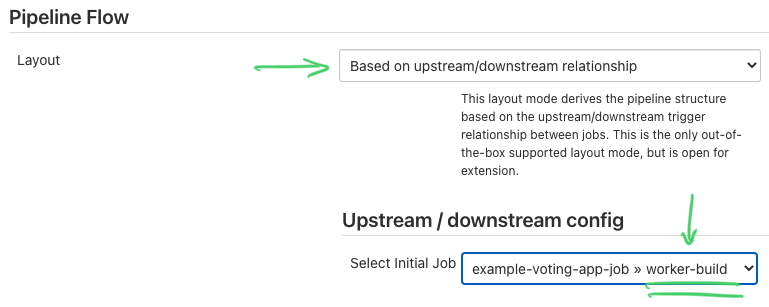 Pipeline Flow
Layout
Based on upstream/downstream relationship
This layout mode derives the pipeline structure
based on the upstream/downstream trigger
relationship between jobs. This is the only out-of-
the-box supported layout mode, but is open for
extension.
Upstream / downstream config
Select Initial Job
example-voting-app-job » worker-build